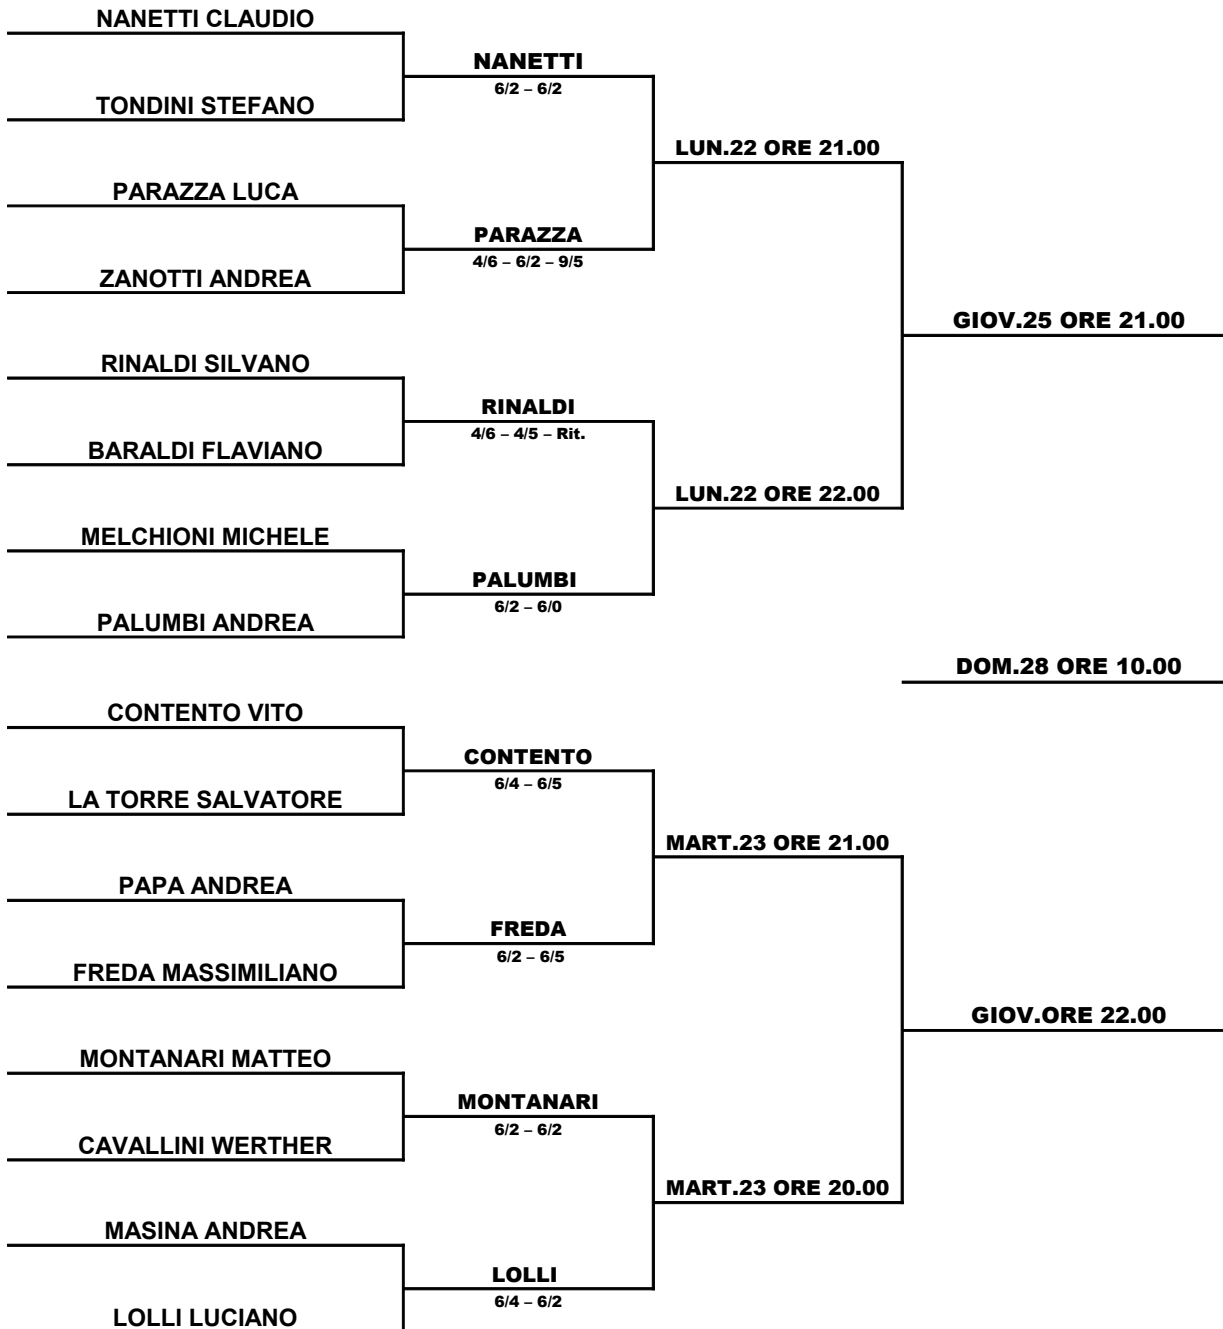 NANETTI CLAUDIO
NANETTI
6/2 – 6/2
TONDINI STEFANO
LUN.22 ORE 21.00
PARAZZA LUCA
PARAZZA
4/6 – 6/2 – 9/5
ZANOTTI ANDREA
GIOV.25 ORE 21.00
RINALDI SILVANO
RINALDI
4/6 – 4/5 – Rit.
BARALDI FLAVIANO
LUN.22 ORE 22.00
MELCHIONI MICHELE
PALUMBI
6/2 – 6/0
PALUMBI ANDREA
DOM.28 ORE 10.00
CONTENTO VITO
CONTENTO
6/4 – 6/5
LA TORRE SALVATORE
MART.23 ORE 21.00
PAPA ANDREA
FREDA
6/2 – 6/5
FREDA MASSIMILIANO
GIOV.ORE 22.00
MONTANARI MATTEO
MONTANARI
6/2 – 6/2
CAVALLINI WERTHER
MART.23 ORE 20.00
MASINA ANDREA
LOLLI
6/4 – 6/2
LOLLI LUCIANO